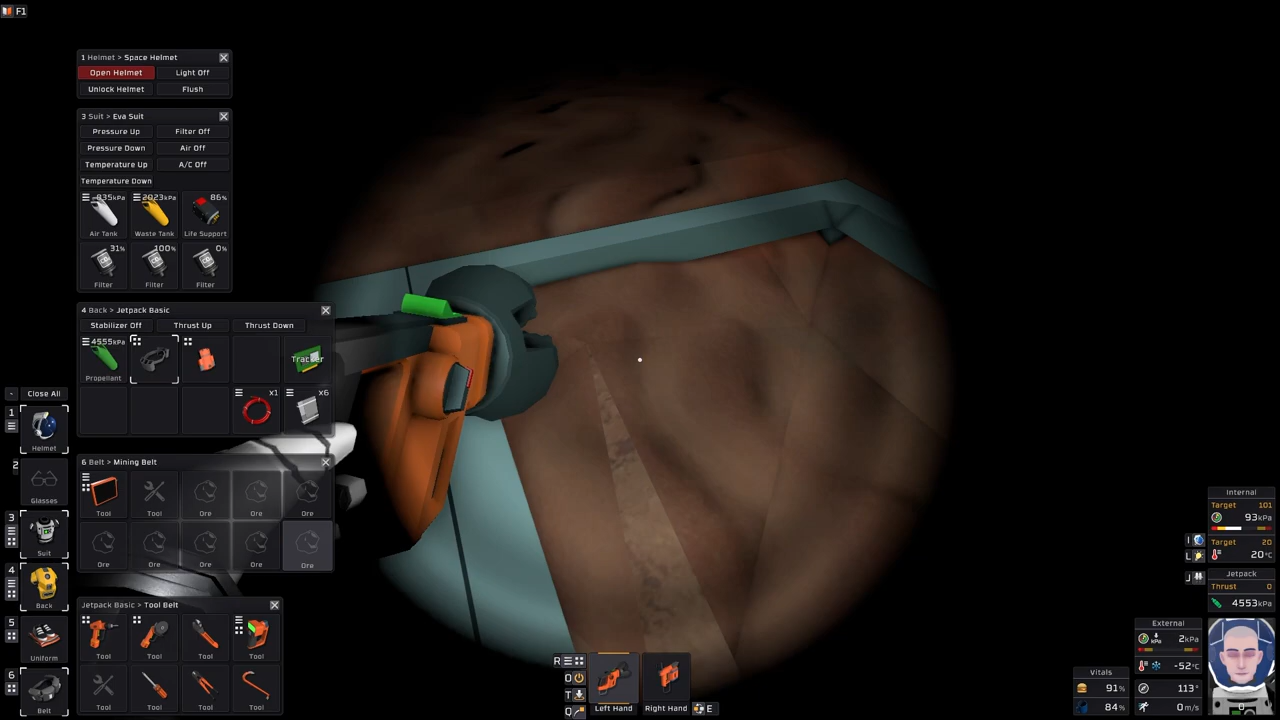 F1
1 Helmet > Space Helmet
Open Helmet Light Off
Unlock Helmet Flush
3 Suit > Eva Suit
Pressure Up Filter Off
Pressure Down Air Off
Temperature Up A/C Off
Temperature Down
835kPa 2023kPa 86%
Air Tank Waste Tank Life Support
31% 100% 0%
Filter Filter Filter
4 Back > Jetpack Basic
Stabilizer Off Thrust Up Thrust Down
4555kPa
Tracker
Propellant
x1 x6
- Close All
1
Helmet
2
Glasses
3
Suit
4
Back
5
Uniform
6
Belt
6 Belt > Mining Belt
Tool Tool Ore Ore Ore
Ore Ore Ore Ore Ore
Jetpack Basic > Tool Belt
Tool Tool Tool Tool
Tool Tool Tool Tool
R
O
T
Q
Left Hand Right Hand E
Internal
Target 101
93kPa
Target 20
20°C
I
L
J
Jetpack
Thrust 0
4553kPa
External
kPa 2kPa
-52°C
Vitals
91% 113°
84% 0m/s
0